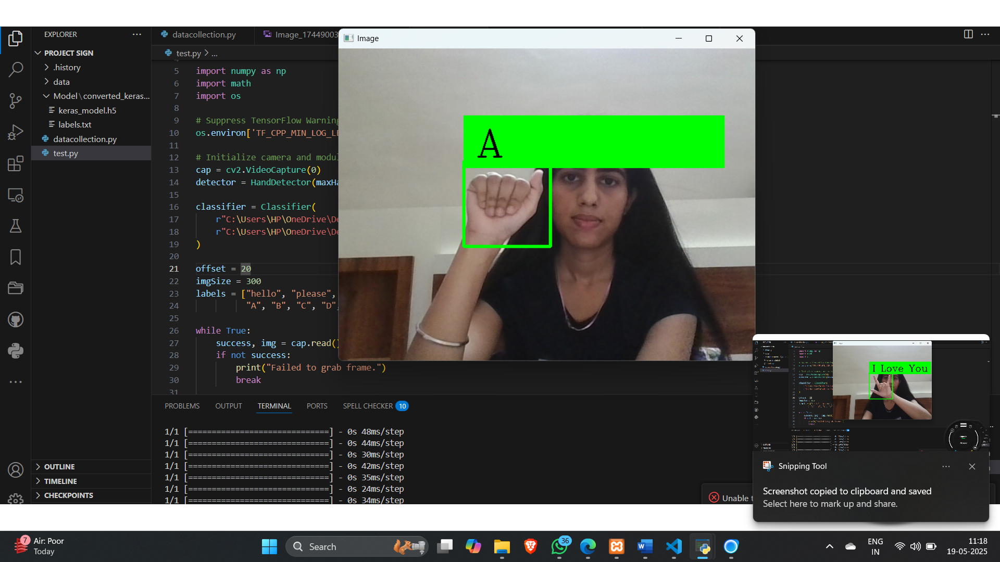 EXPLORER
PROJECT SIGN
.history
data
Model\converted_keras...
keras_model.h5
labels.txt
datacollection.py
test.py
OUTLINE
TIMELINE
CHECKPOINTS
datacollection.py
Image_17449003
test.py > ...
5 import numpy as np
6 import math
7 import os
8
9 # Suppress TensorFlow Warning
10 os.environ['TF_CPP_MIN_LOG_LE
11
12 # Initialize camera and modul
13 cap = cv2.VideoCapture(0)
14 detector = HandDetector(maxHa
15
16 classifier = Classifier(
17 r"C:\Users\HP\OneDrive\De
18 r"C:\Users\HP\OneDrive\De
19 )
20
21 offset = 20
22 imgSize = 300
23 labels = ["hello", "please",
24 "A", "B", "C", "D",
25
26 while True:
27 success, img = cap.read()
28 if not success:
29 print("Failed to grab frame.")
30 break
31
Image
A
PROBLEMS OUTPUT TERMINAL PORTS SPELL CHECKER 10
1/1 [==============================] - 0s 48ms/step
1/1 [==============================] - 0s 44ms/step
1/1 [==============================] - 0s 30ms/step
1/1 [==============================] - 0s 42ms/step
1/1 [==============================] - 0s 35ms/step
1/1 [==============================] - 0s 24ms/step
1/1 [==============================] - 0s 34ms/step
I Love You
Unable t
Snipping Tool
Screenshot copied to clipboard and saved
Select here to mark up and share.
7
Air: Poor
Today
Search
36
ENG
IN
11:18
19-05-2025